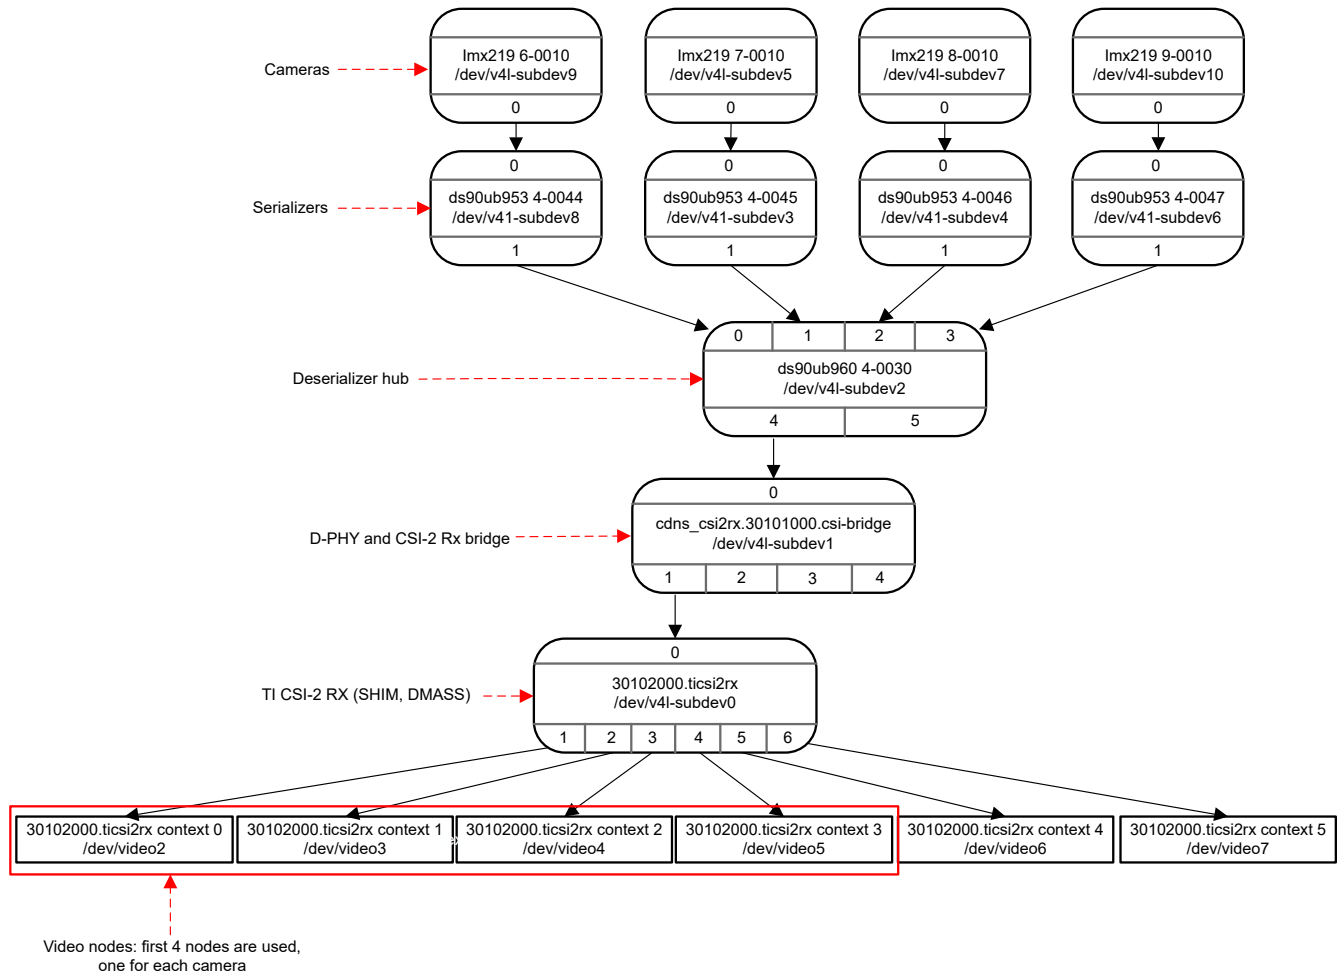 Imx219 6-0010
/dev/v4l-subdev9
0
Imx219 7-0010
/dev/v4l-subdev5
0
Imx219 8-0010
/dev/v4l-subdev7
0
Imx219 9-0010
/dev/v4l-subdev10
0
Cameras
0
ds90ub953 4-0044
/dev/v41-subdev8
1
0
ds90ub953 4-0045
/dev/v41-subdev3
1
0
ds90ub953 4-0046
/dev/v41-subdev4
1
0
ds90ub953 4-0047
/dev/v41-subdev6
1
Serializers
0 1 2 3
ds90ub960 4-0030
/dev/v4l-subdev2
4 5
Deserializer hub
0
cdns_csi2rx.30101000.csi-bridge
/dev/v4l-subdev1
1 2 3 4
D-PHY and CSI-2 Rx bridge
0
30102000.ticsi2rx
/dev/v4l-subdev0
1 2 3 4 5 6
TI CSI-2 RX (SHIM, DMASS)
30102000.ticsi2rx context 0
/dev/video2
30102000.ticsi2rx context 1
/dev/video3
30102000.ticsi2rx context 2
/dev/video4
30102000.ticsi2rx context 3
/dev/video5
30102000.ticsi2rx context 4
/dev/video6
30102000.ticsi2rx context 5
/dev/video7
Video nodes: first 4 nodes are used,
one for each camera